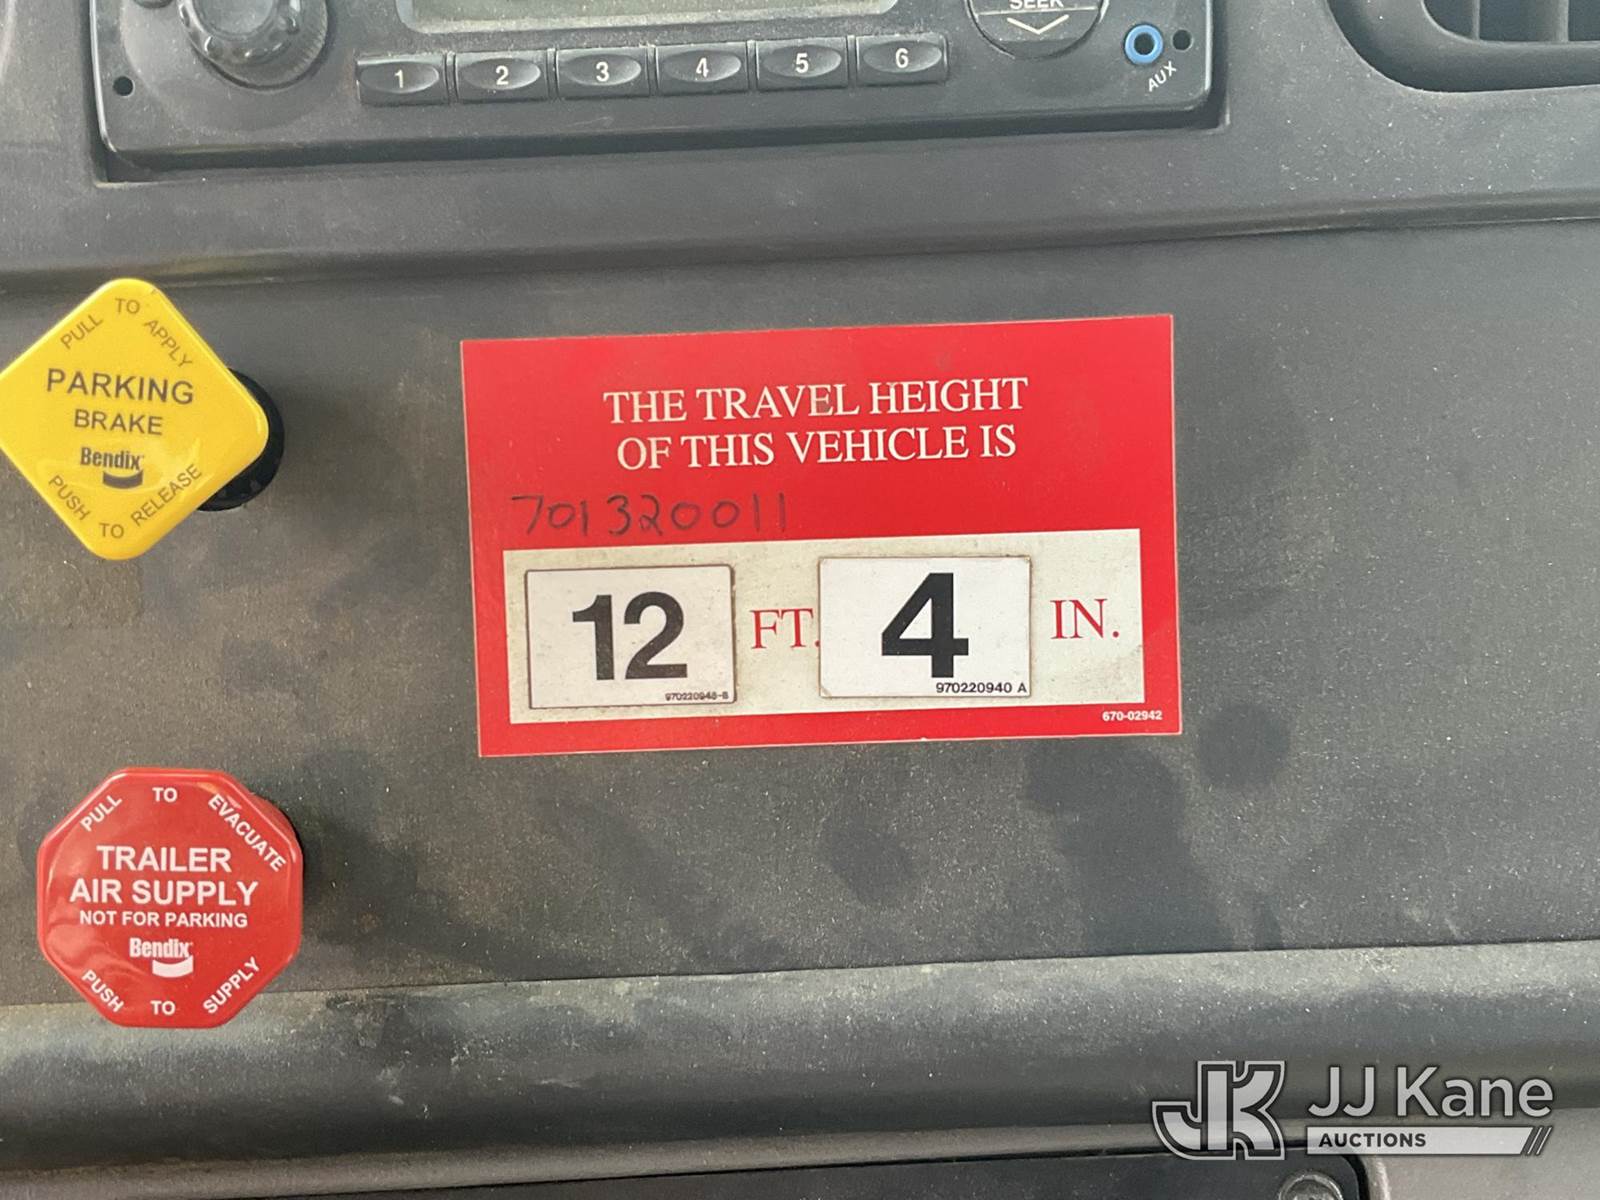 SEEK
1 2 3 4 5 6
AUX
PULL TO APPLY
PARKING
BRAKE
Bendix
PUSH TO RELEASE
THE TRAVEL HEIGHT
OF THIS VEHICLE IS
701320011
12 FT. 4 IN.
970220948-B
970220940 A
670-02942
PULL TO EVACUATE
TRAILER
AIR SUPPLY
NOT FOR PARKING
Bendix
PUSH TO SUPPLY
JK JJ Kane
AUCTIONS